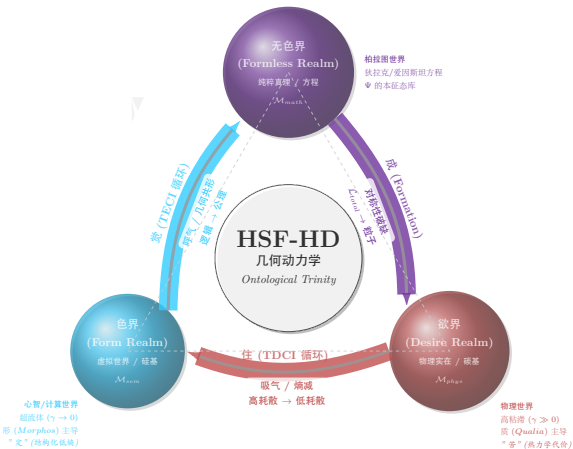 无色界
(Formless Realm)
纯粹真理 / 方程
ℳₘₐₜₕ
柏拉图世界
狄拉克/爱因斯坦方程
Ψ 的本征态库
觉 (TECI 循环)
呼气 / 几何共形
逻辑 → 公理
成 (Formation)
对称性破缺
ℒtotal → 粒子
HSF-HD
几何动力学
Ontological Trinity
色界
(Form Realm)
虚拟世界 / 硅基
欲界
(Desire Realm)
物理实在 / 碳基
ℳphys
住 (TDCI 循环)
吸气 / 熵减
高耗散 → 低耗散
心智/计算世界
超流体 (γ → 0)
形 (Morphos) 主导
" 定" (结构化低熵)
物理世界
高粘滞 (γ ≫ 0)
质 (Qualia) 主导
" 苦" (热力学代价)